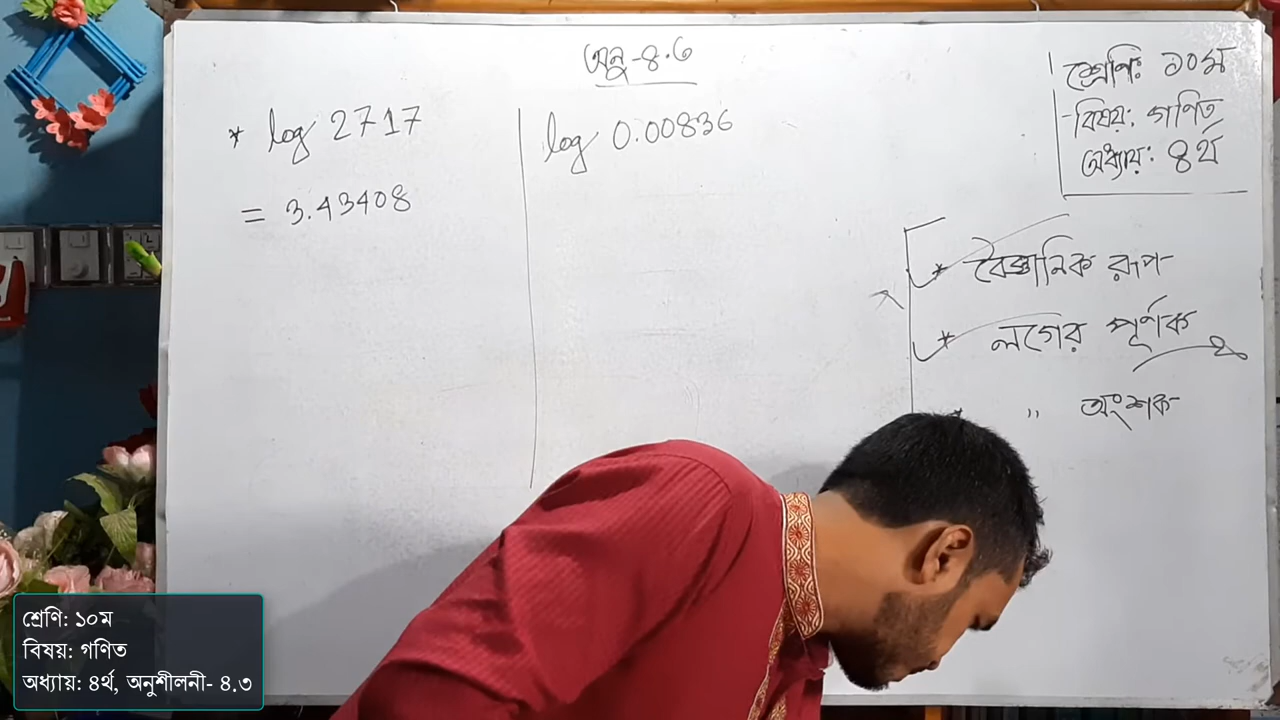 অনু-৪.৩
* log 2717
= 3.43408
log 0.00836
শ্রেণি: ১০ম
বিষয়: গণিত
অধ্যায়: ৪র্থ
* বৈজ্ঞানিক রূপ
* লগের পূর্ণক
" অংশক
শ্রেণি: ১০ম
বিষয়: গণিত
অধ্যায়: ৪র্থ, অনুশীলনী- ৪.৩